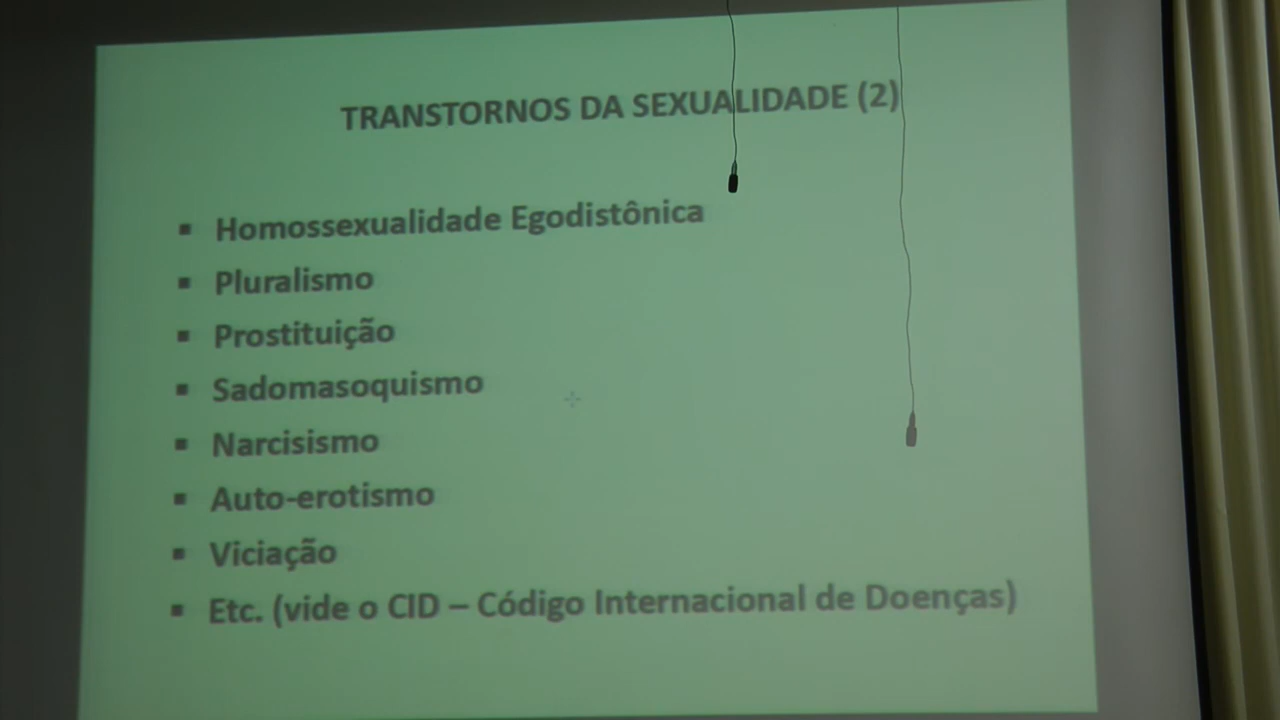 TRANSTORNOS DA SEXUALIDADE (2)
▪ Homossexualidade Egodistônica
▪ Pluralismo
▪ Prostituição
▪ Sadomasoquismo
▪ Narcisismo
▪ Auto-erotismo
▪ Viciação
▪ Etc. (vide o CID – Código Internacional de Doenças)